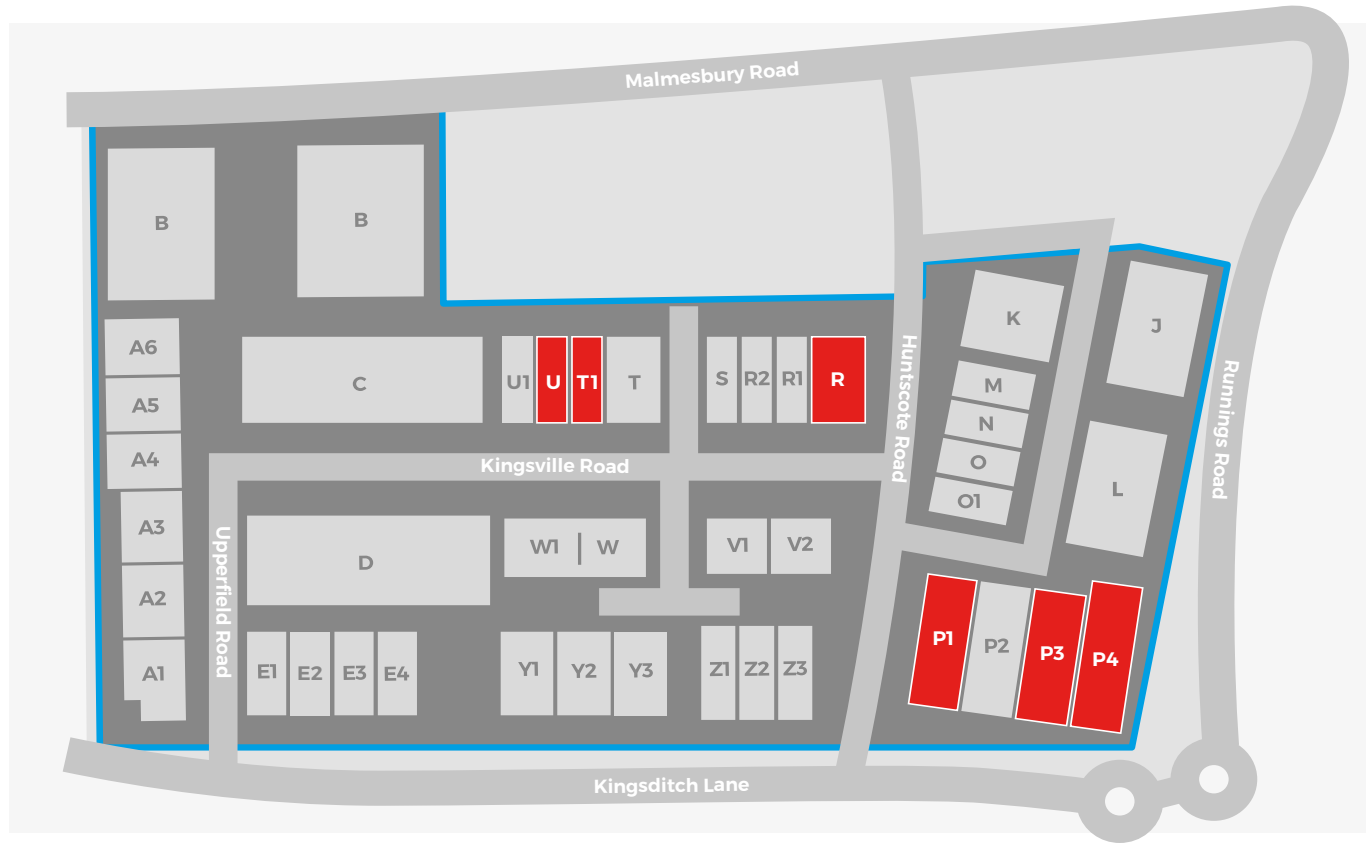 Malmesbury Road
B
B
A6
A5
A4
A3
A2
A1
C
U1
U
T1
T
S
R2
R1
R
Huntscote Road
K
M
N
O
O1
J
L
Runnings Road
Kingsville Road
Upperfield Road
D
W1 | W
V1
V2
E1
E2
E3
E4
Y1
Y2
Y3
Z1
Z2
Z3
P1
P2
P3
P4
Kingsditch Lane